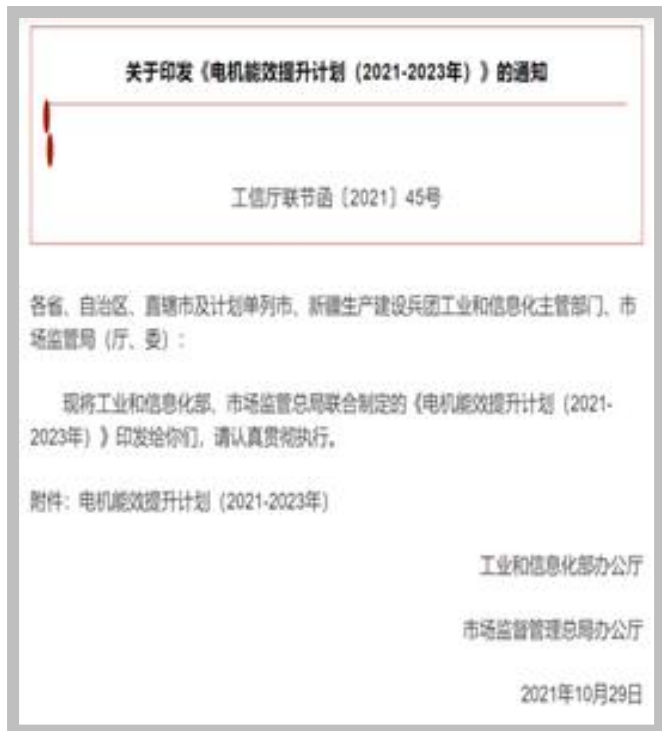 关于印发《电机能效提升计划（2021-2023年）》的通知
工信厅联节函〔2021〕45号
各省、自治区、直辖市及计划单列市、新疆生产建设兵团工业和信息化主管部门、市
场监管局（厅、委）：
现将工业和信息化部、市场监管总局联合制定的《电机能效提升计划（2021-
2023年）》印发给你们，请认真贯彻执行。
附件：电机能效提升计划（2021-2023年）
工业和信息化部办公厅
市场监督管理总局办公厅
2021年10月29日